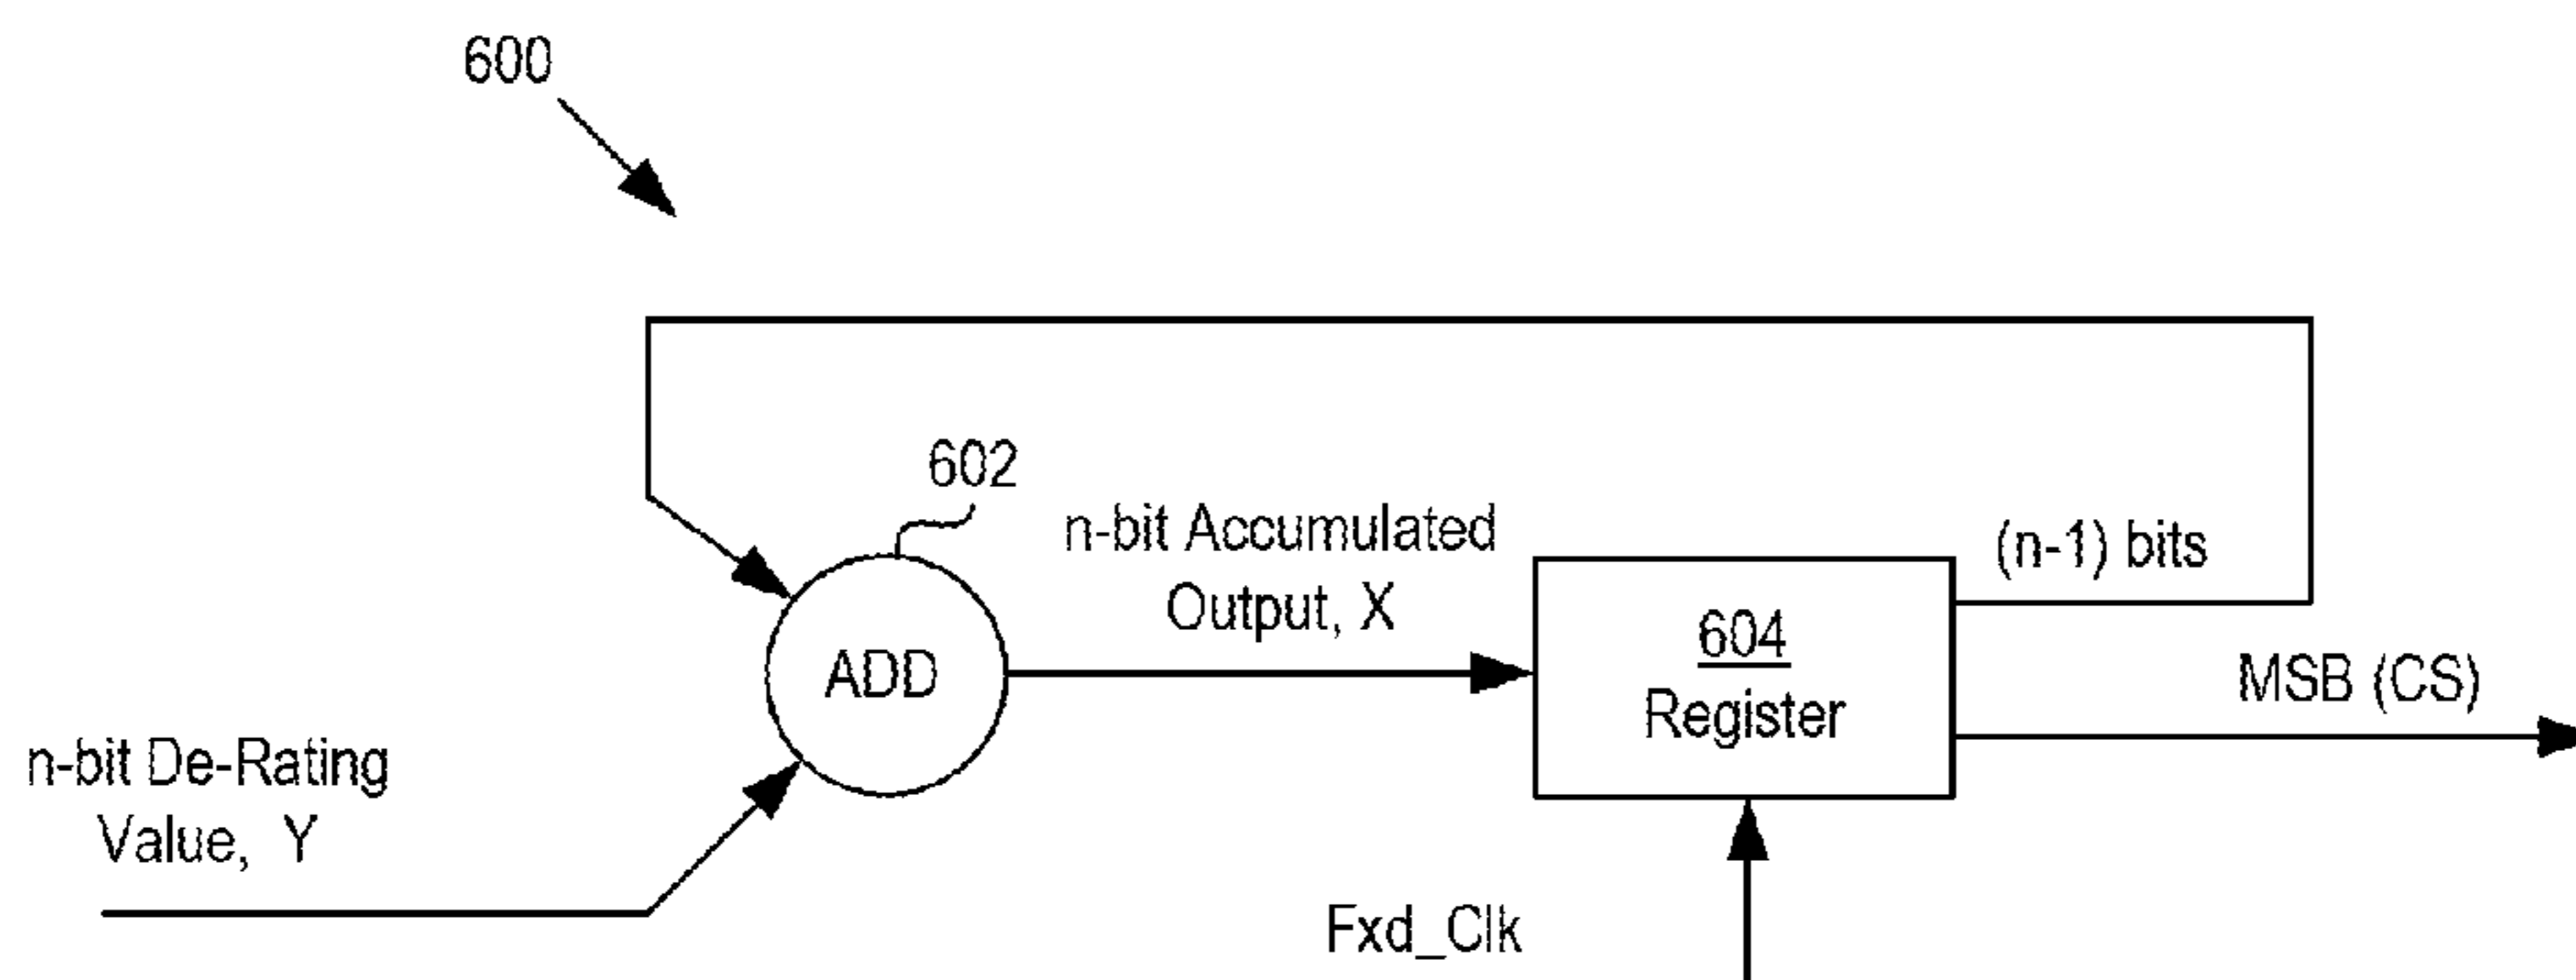 600
602
n-bit Accumulated
Output, X
(n-1) bits
604
Register
MSB (CS)
ADD
n-bit De-Rating
Value, Y
Fxd_Clk